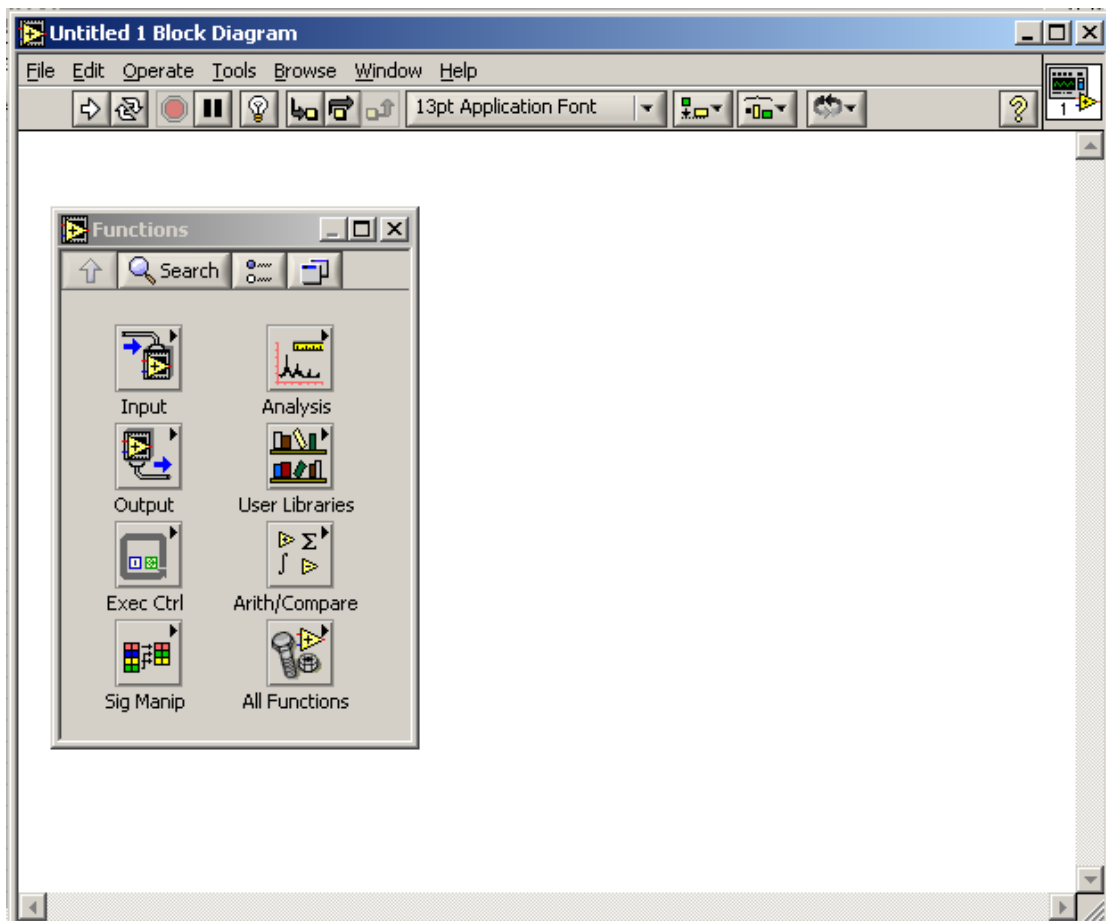 Untitled 1 Block Diagram
File Edit Operate Tools Browse Window Help
13pt Application Font
1
Functions
Search
Input Analysis
Output User Libraries
Exec Ctrl Arith/Compare
Sig Manip All Functions